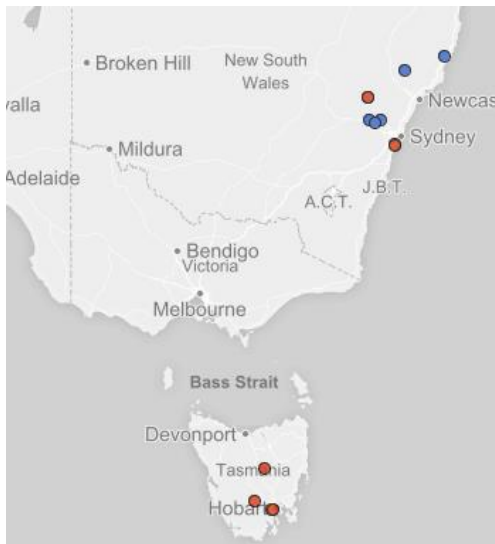 Broken Hill
New South
Wales
Newcas
valla
Mildura
Sydney
Adelaide
J.B.T.
A.C.T.
Bendigo
Victoria
Melbourne
Bass Strait
Devonport
Tasmania
Hobart